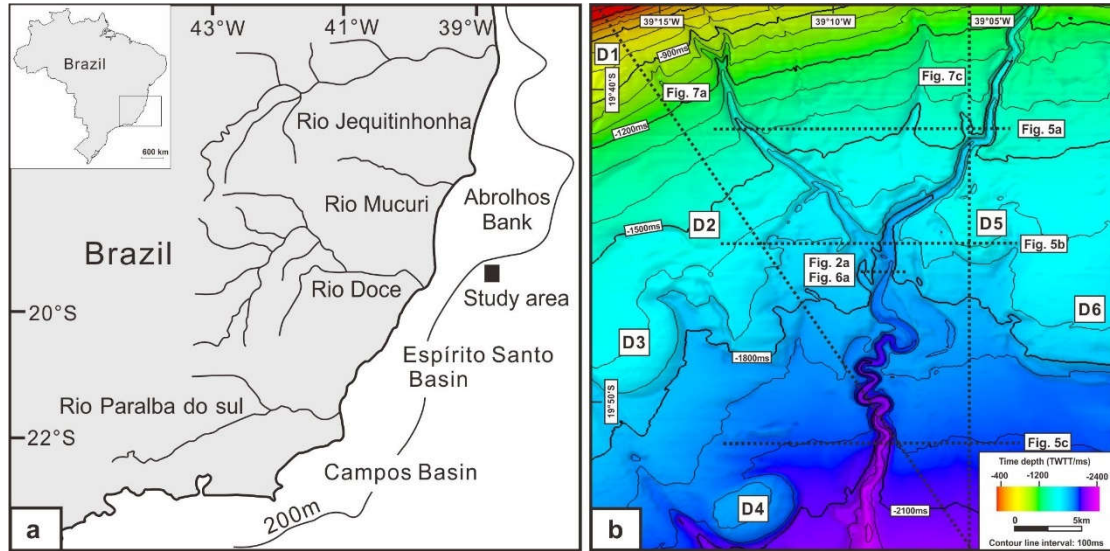 43°W
41°W
39°W
Brazil
600 km
Rio Jequitinhonha
Abrolhos
Bank
Rio Mucuri
Brazil
Study area
Rio Doce
20°S
Espírito Santo
Basin
Rio Paralba do sul
22°S
Campos Basin
200m
a
39°15'W
39°10'W
39°05'W
D1
-900ms
19°40'S
Fig. 7a
Fig. 7c
-1200ms
Fig. 5a
D2
D5
-1500ms
Fig. 5b
Fig. 2a
Fig. 6a
D6
D3
-1800ms
19°50'S
Fig. 5c
Time depth (TWTT/ms)
-400 -1200 -2400
0 5km
Contour line interval: 100ms
D4
-2100ms
b